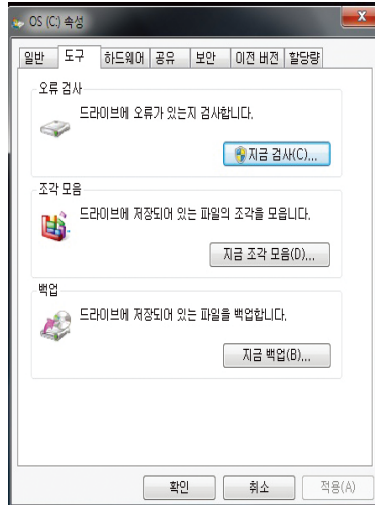 OS (C:) 속성
일반 도구 하드웨어 공유 보안 이전 버전 할당량
오류 검사
드라이브에 오류가 있는지 검사합니다.
지금 검사(C)...
조각 모음
드라이브에 저장되어 있는 파일의 조각을 모읍니다.
지금 조각 모음(D)...
백업
드라이브에 저장되어 있는 파일을 백업합니다.
지금 백업(B)...
확인 취소 적용(A)